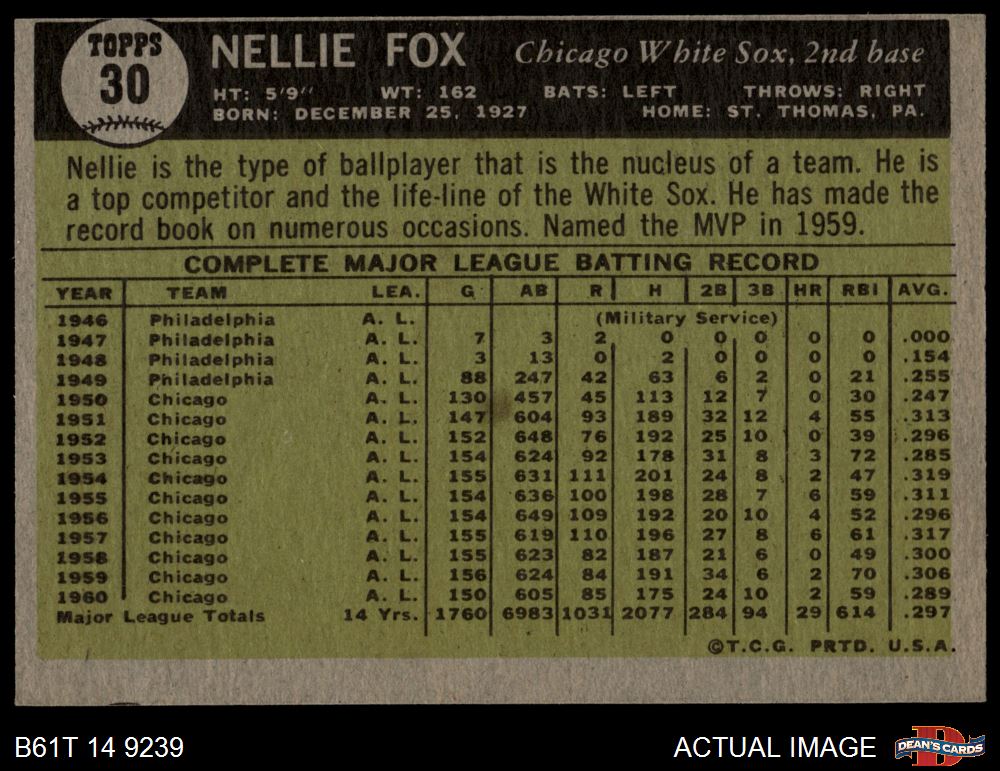 TOPPS
30
NELLIE FOX Chicago White Sox, 2nd base
HT: 5'9" WT: 162 BATS: LEFT THROWS: RIGHT
BORN: DECEMBER 25, 1927 HOME: ST. THOMAS, PA.
Nellie is the type of ballplayer that is the nucleus of a team. He is
a top competitor and the life-line of the White Sox. He has made the
record book on numerous occasions. Named the MVP in 1959.
COMPLETE MAJOR LEAGUE BATTING RECORD
YEAR TEAM LEA. G AB R H 2B 3B HR RBI AVG.
1946 Philadelphia A. L. (Military Service)
1947 Philadelphia A. L. 7 3 2 0 0 0 0 0 .000
1948 Philadelphia A. L. 3 13 0 2 0 0 0 0 .154
1949 Philadelphia A. L. 88 247 42 63 6 2 0 21 .255
1950 Chicago A. L. 130 457 45 113 12 7 0 30 .247
1951 Chicago A. L. 147 604 93 189 32 12 4 55 .313
1952 Chicago A. L. 152 648 76 192 25 10 0 39 .296
1953 Chicago A. L. 154 624 92 178 31 8 3 72 .285
1954 Chicago A. L. 155 631 111 201 24 8 2 47 .319
1955 Chicago A. L. 154 636 100 198 28 7 6 59 .311
1956 Chicago A. L. 154 649 109 192 20 10 4 52 .296
1957 Chicago A. L. 155 619 110 196 27 8 6 61 .317
1958 Chicago A. L. 155 623 82 187 21 6 0 49 .300
1959 Chicago A. L. 156 624 84 191 34 6 2 70 .306
1960 Chicago A. L. 150 605 85 175 24 10 2 59 .289
Major League Totals 14 Yrs. 1760 6983 1031 2077 284 94 29 614 .297
©T.C.G. PRTD. U.S.A.
B61T 14 9239 ACTUAL IMAGE DEAN'S CARDS